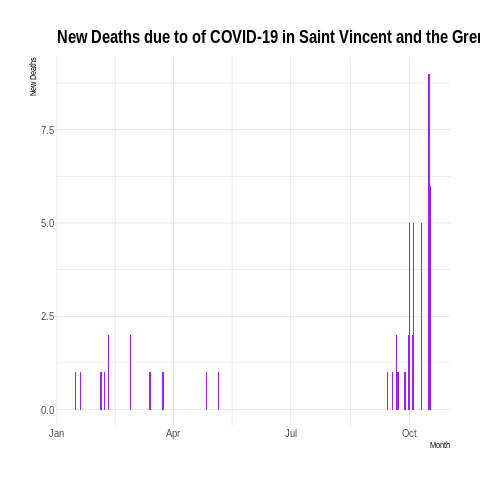 New Deaths due to of COVID-19 in Saint Vincent and the Gren
New Deaths
7.5
5.0
2.5
0.0
Jan Apr Jul Oct
Month